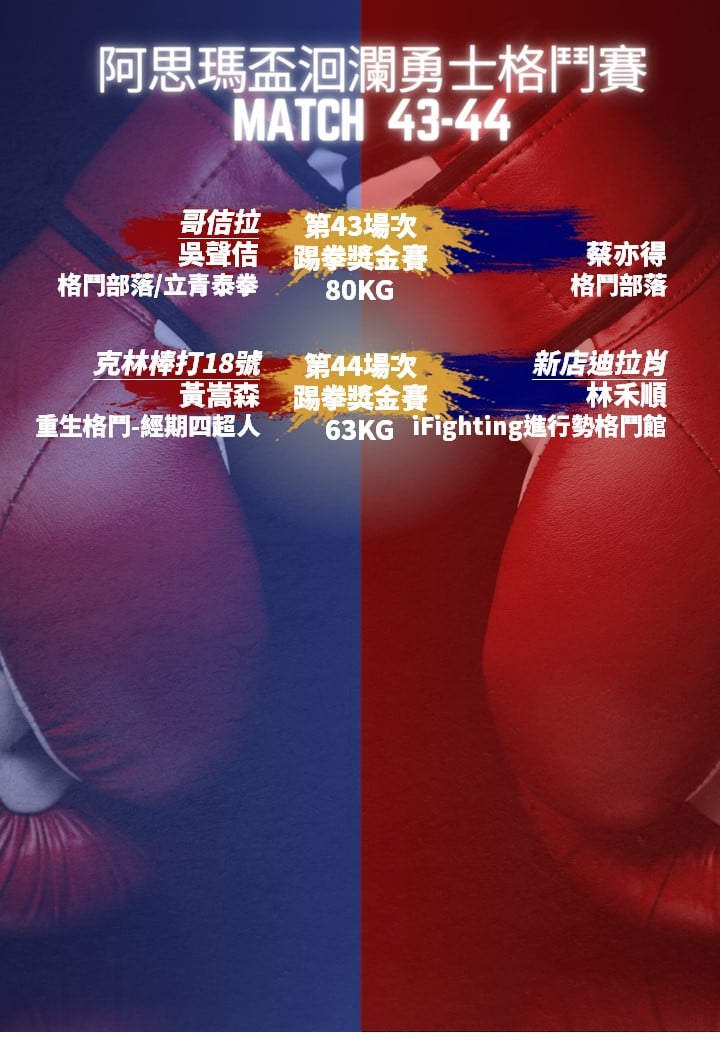 阿思瑪盃洄瀾勇士格鬥賽
MATCH 43-44
哥佶拉
吳聲佶
格鬥部落/立青泰拳
第43場次
踢拳獎金賽
80KG
蔡亦得
格鬥部落
克林棒打18號
黃嵩森
重生格鬥-經期四超人
第44場次
踢拳獎金賽
63KG
新店迪拉肖
林禾順
iFighting進行勢格鬥館